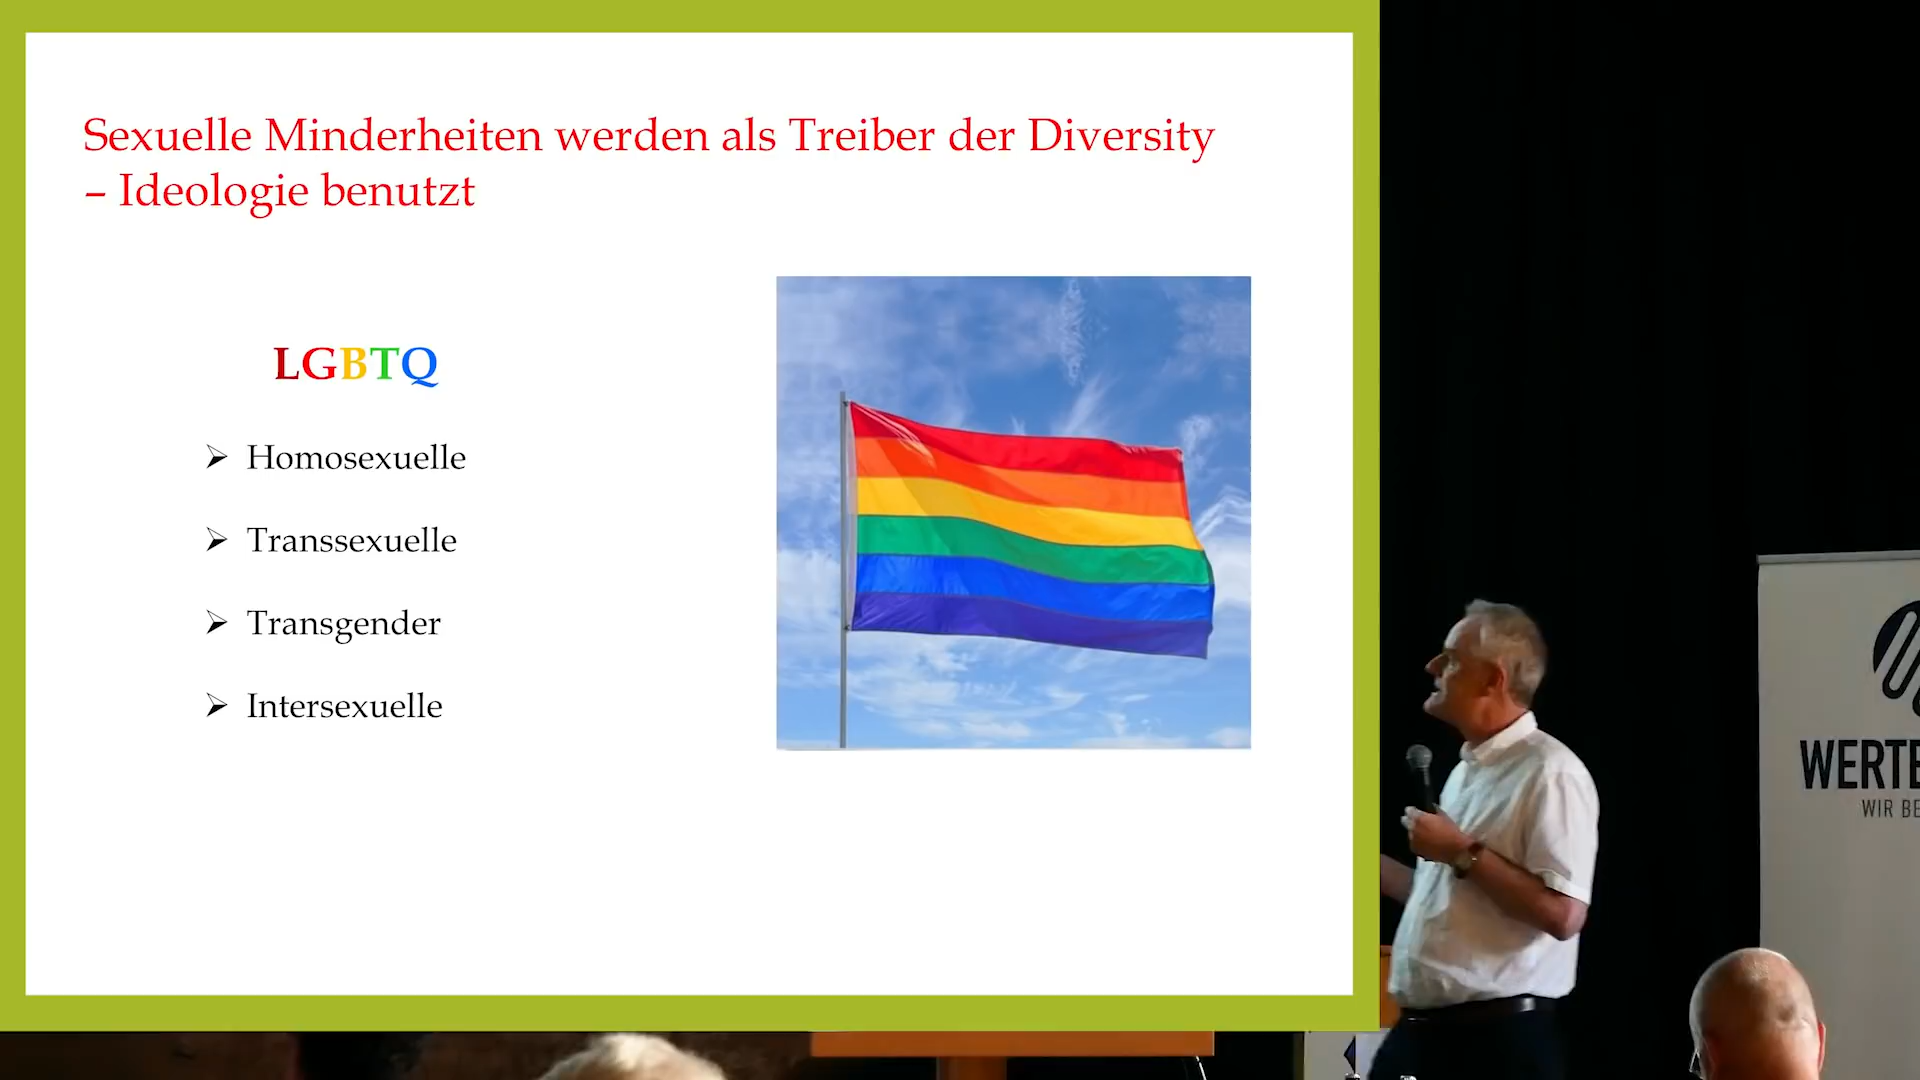 Sexuelle Minderheiten werden als Treiber der Diversity
– Ideologie benutzt
LGBTQ
Homosexuelle
Transsexuelle
Transgender
Intersexuelle
WERTE
WIR BE